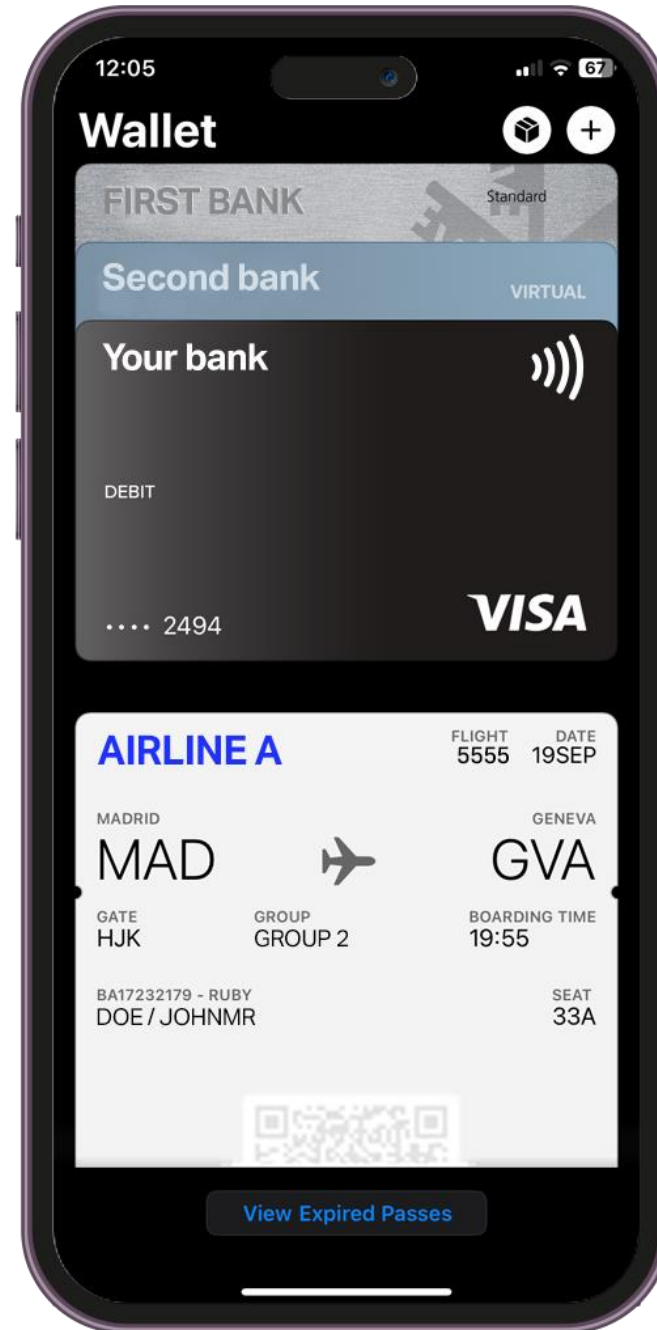 12:05
67
Wallet
FIRST BANK
Standard
Second bank
VIRTUAL
Your bank
DEBIT
.... 2494
VISA
AIRLINE A
FLIGHT DATE
5555 19SEP
MADRID GENEVA
MAD GVA
GATE GROUP BOARDING TIME
HJK GROUP 2 19:55
BA17232179 - RUBY SEAT
DOE / JOHNMR 33A
View Expired Passes